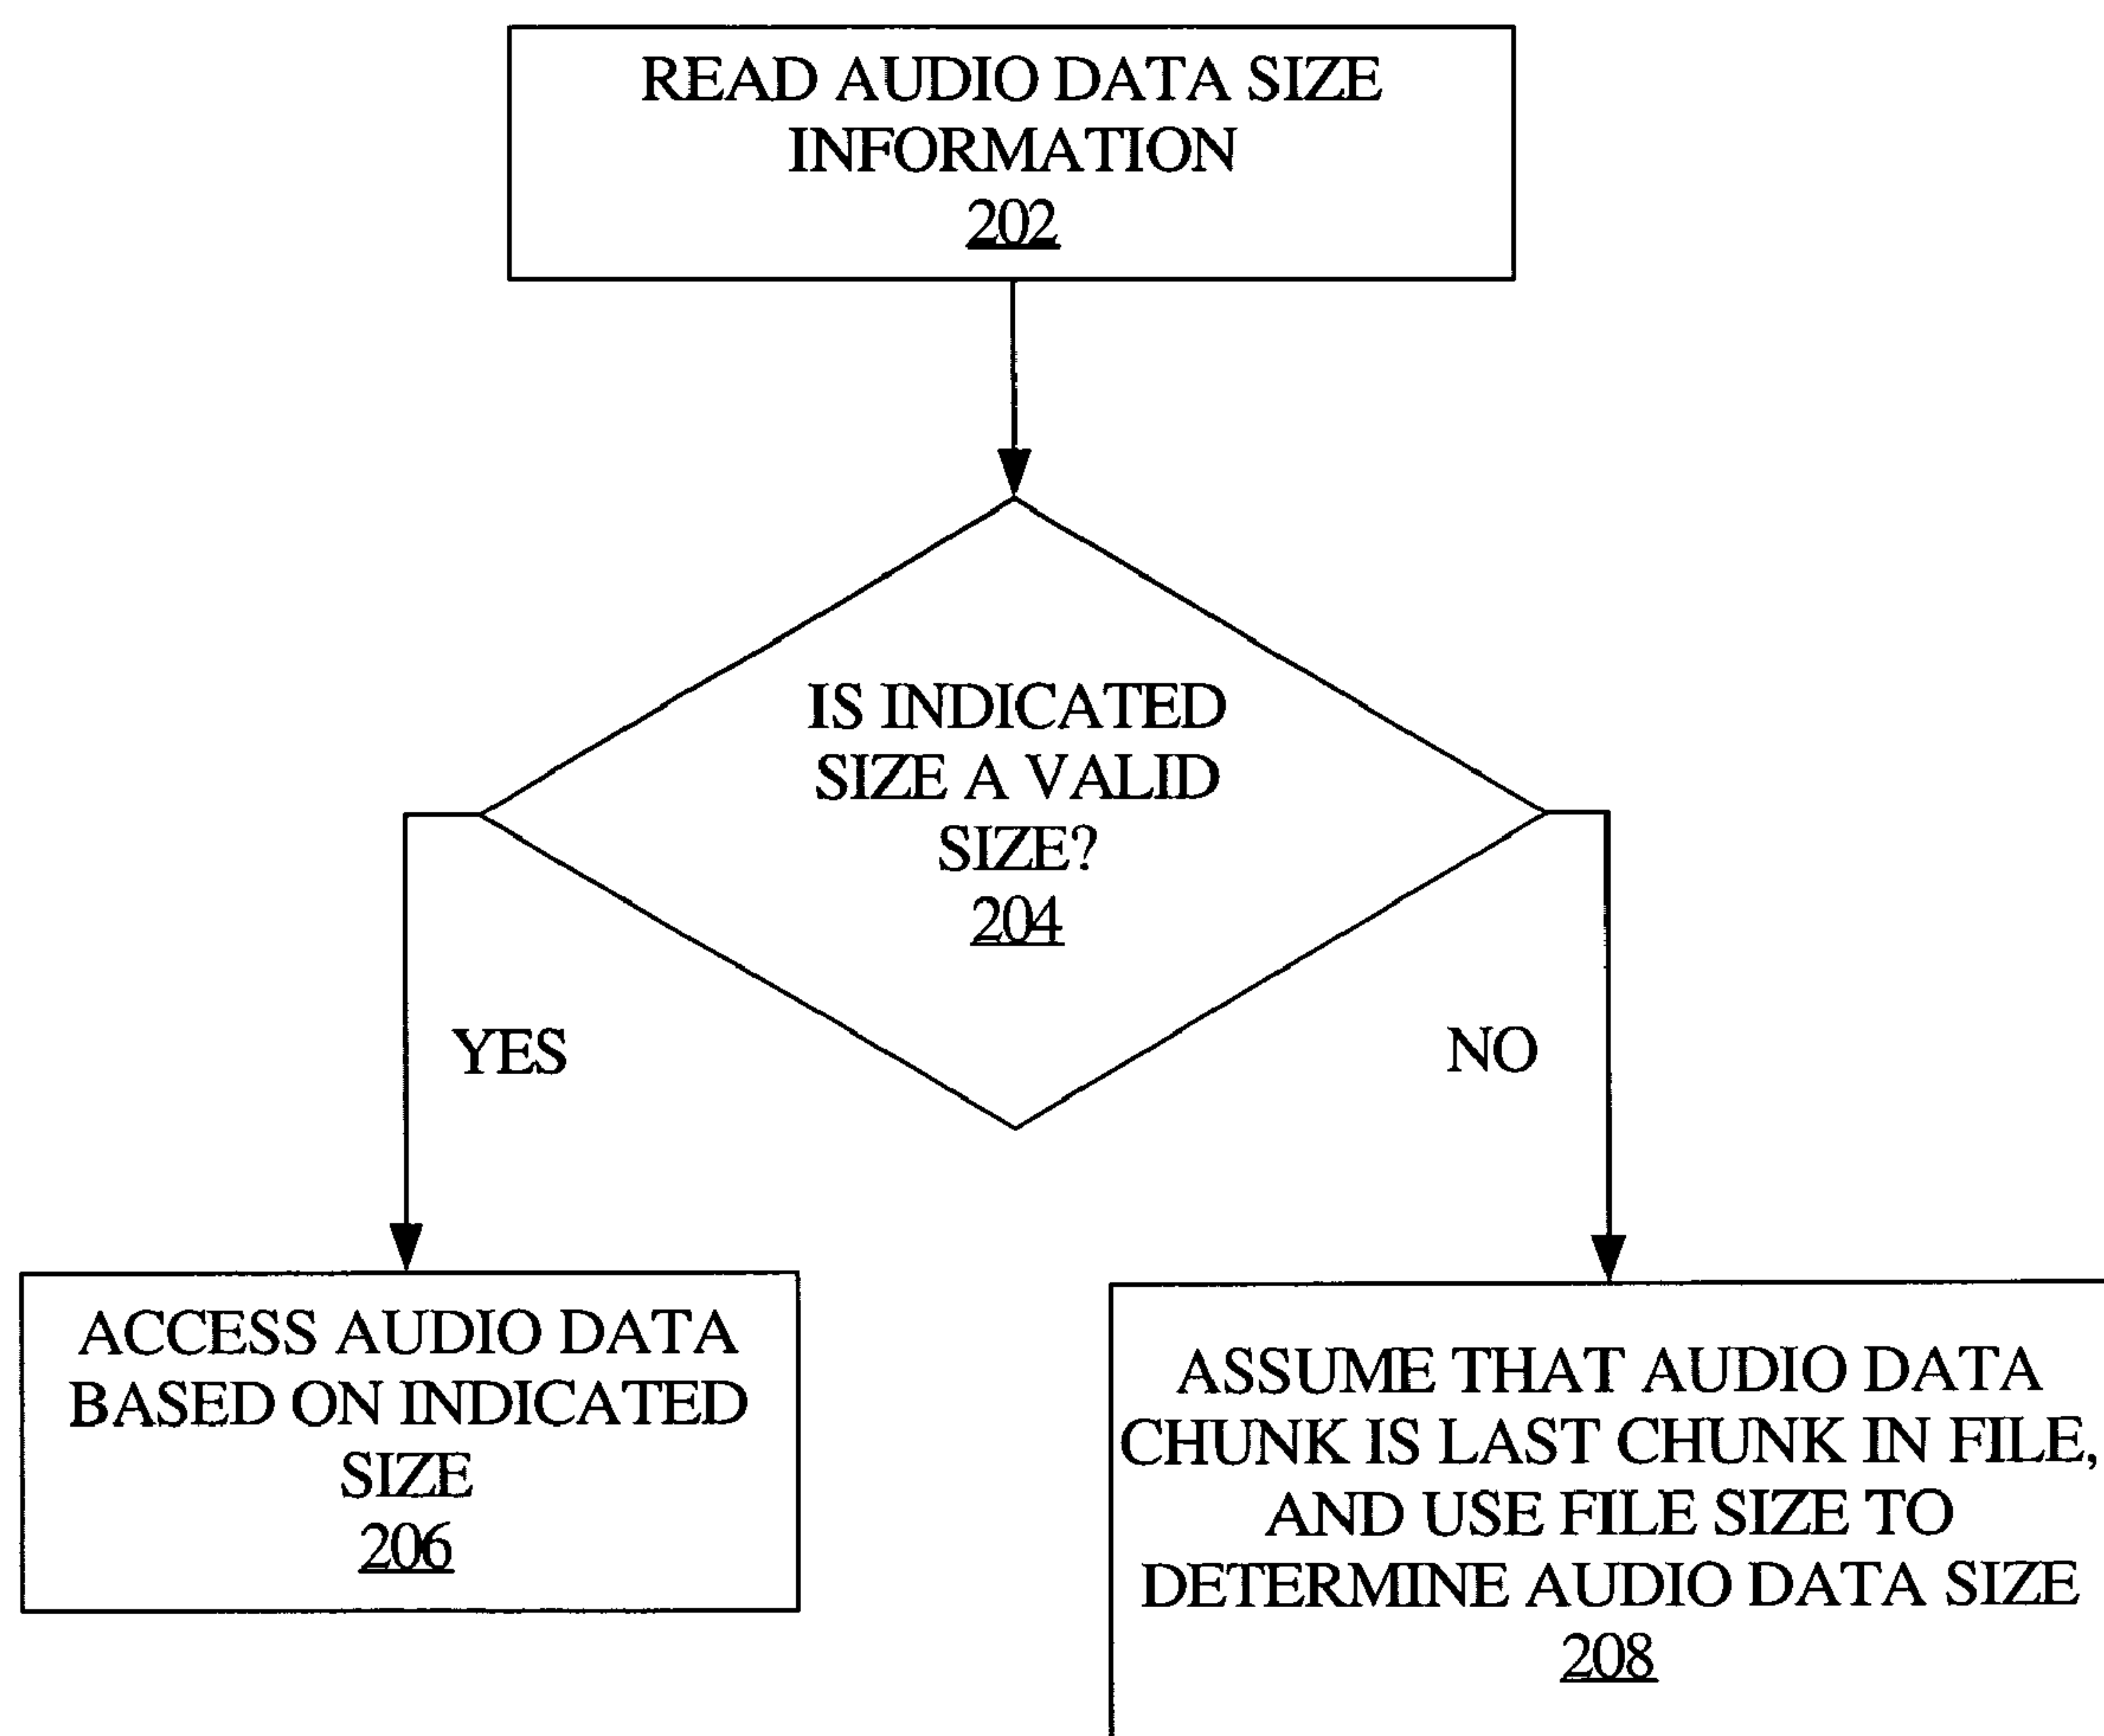 READ AUDIO DATA SIZE
INFORMATION
202
IS INDICATED
SIZE A VALID
SIZE?
204
YES
NO
ACCESS AUDIO DATA
BASED ON INDICATED
SIZE
206
ASSUME THAT AUDIO DATA
CHUNK IS LAST CHUNK IN FILE,
AND USE FILE SIZE TO
DETERMINE AUDIO DATA SIZE
208